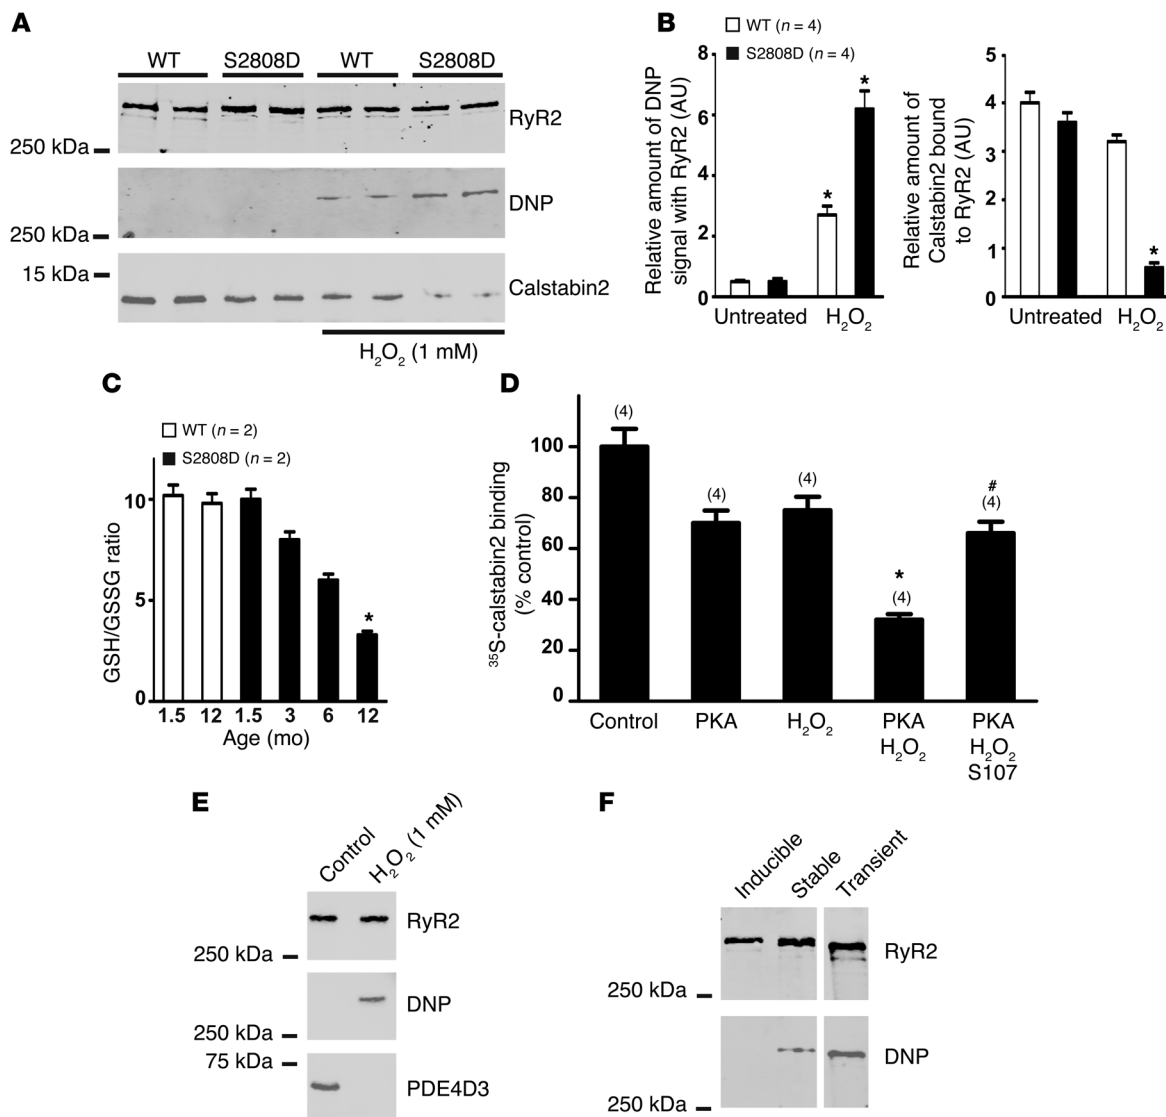 A
WT S2808D WT S2808D
RyR2
250 kDa
DNP
250 kDa
15 kDa
Calstabin2
H₂O₂ (1 mM)
B
WT (n = 4)
S2808D (n = 4)
Relative amount of DNP
signal with RyR2 (AU)
8
6
4
2
0
*
*
Untreated H₂O₂
Relative amount of
Calstabin2 bound
to RyR2 (AU)
5
4
3
2
1
0
*
Untreated H₂O₂
C
WT (n = 2)
S2808D (n = 2)
GSH/GSSG ratio
10
5
0
*
1.5 12 1.5 3 6 12
Age (mo)
D
³⁵S-calstabin2 binding
(% control)
100
80
60
40
20
0
(4)
(4)
(4)
*
(4)
#
(4)
Control PKA H₂O₂ PKA PKA
H₂O₂ H₂O₂
S107
E
Control
H₂O₂ (1 mM)
RyR2
250 kDa
DNP
250 kDa
75 kDa
PDE4D3
F
Inducible
Stable
Transient
RyR2
250 kDa
DNP
250 kDa